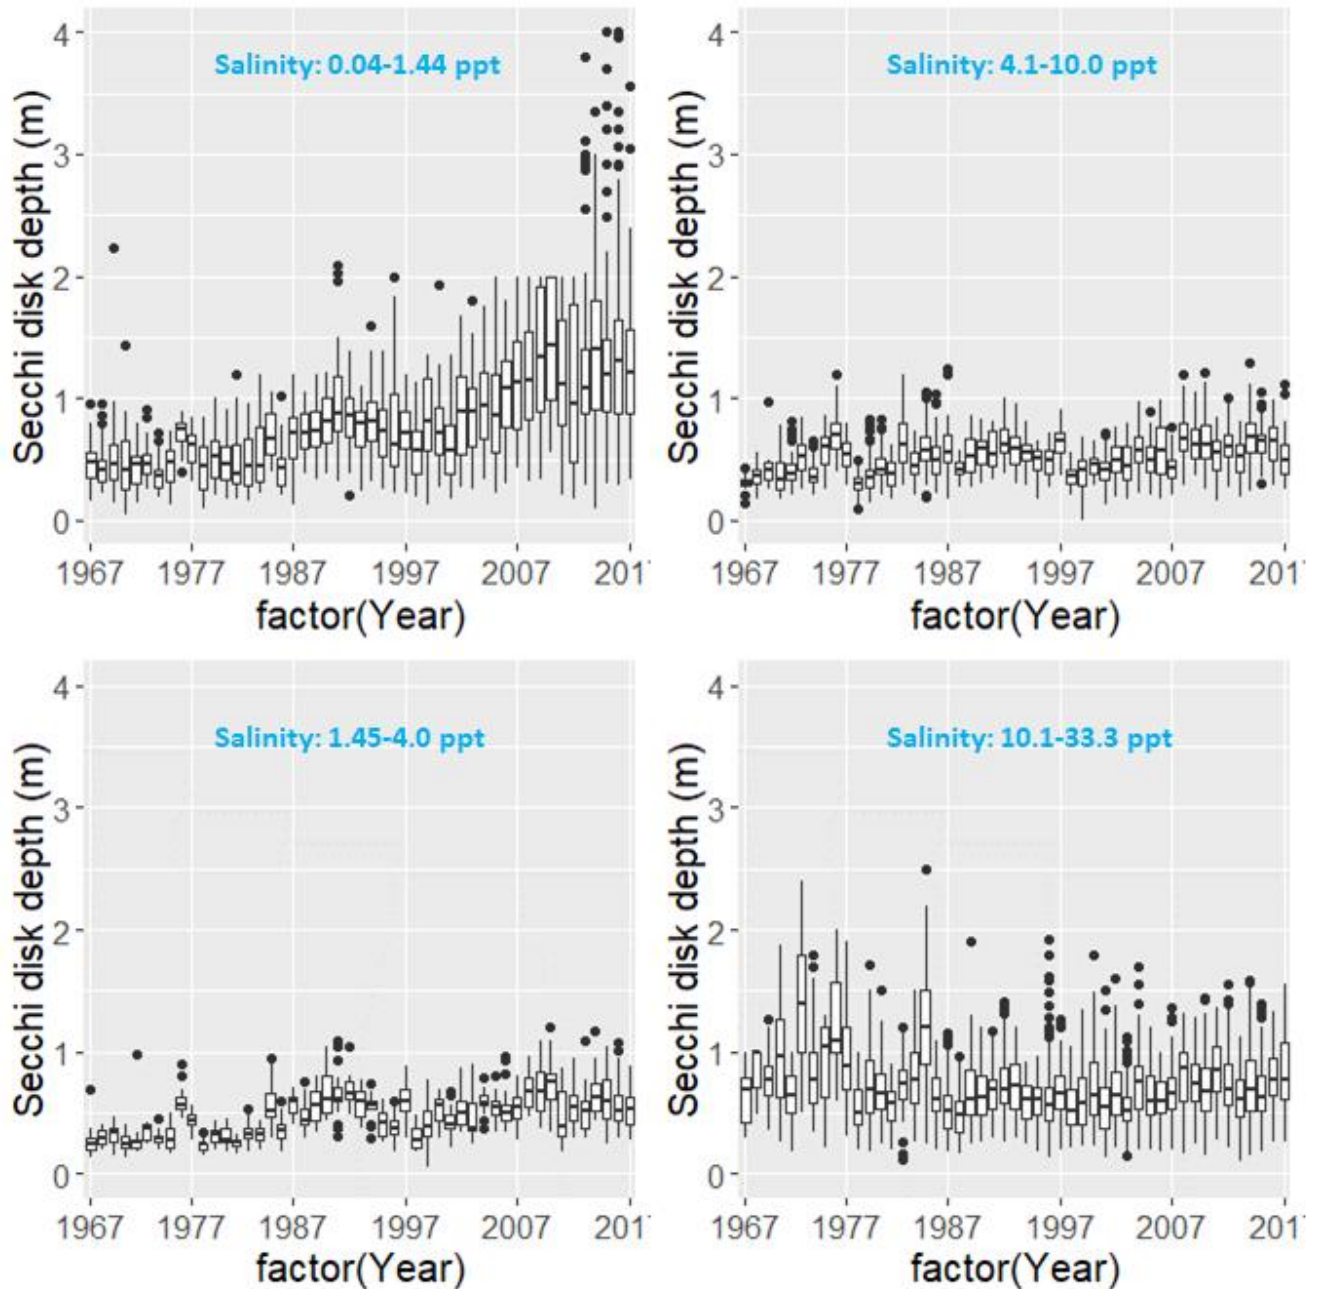 Salinity: 0.04-1.44 ppt
Secchi disk depth (m)
4
3
2
1
0
1967 1977 1987 1997 2007 201
factor(Year)
Salinity: 4.1-10.0 ppt
Secchi disk depth (m)
4
3
2
1
0
1967 1977 1987 1997 2007 201
factor(Year)
Salinity: 1.45-4.0 ppt
Secchi disk depth (m)
4
3
2
1
0
1967 1977 1987 1997 2007 201
factor(Year)
Salinity: 10.1-33.3 ppt
Secchi disk depth (m)
4
3
2
1
0
1967 1977 1987 1997 2007 201
factor(Year)